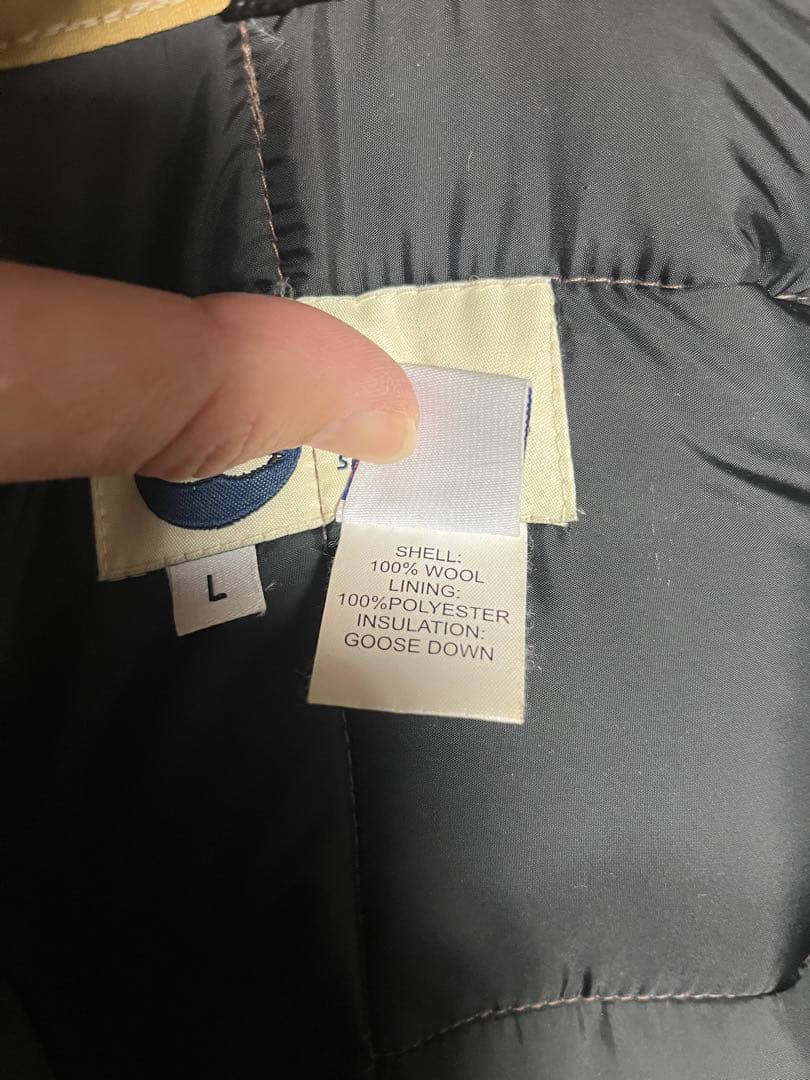 L
SHELL:
100% WOOL
LINING:
100%POLYESTER
INSULATION:
GOOSE DOWN